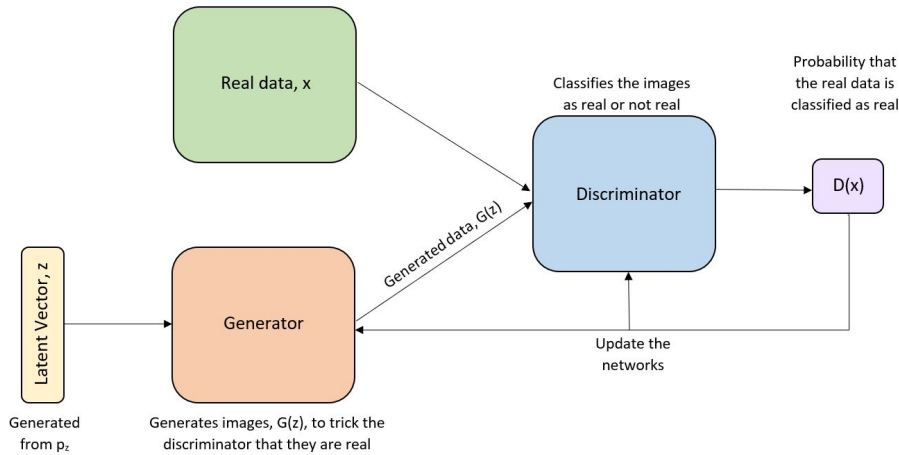 Real data, x
Classifies the images
as real or not real
Probability that
the real data is
classified as real
Discriminator
D(x)
Generated data, G(z)
Latent Vector, z
Generator
Update the
networks
Generated
from pz
Generates images, G(z), to trick the
discriminator that they are real